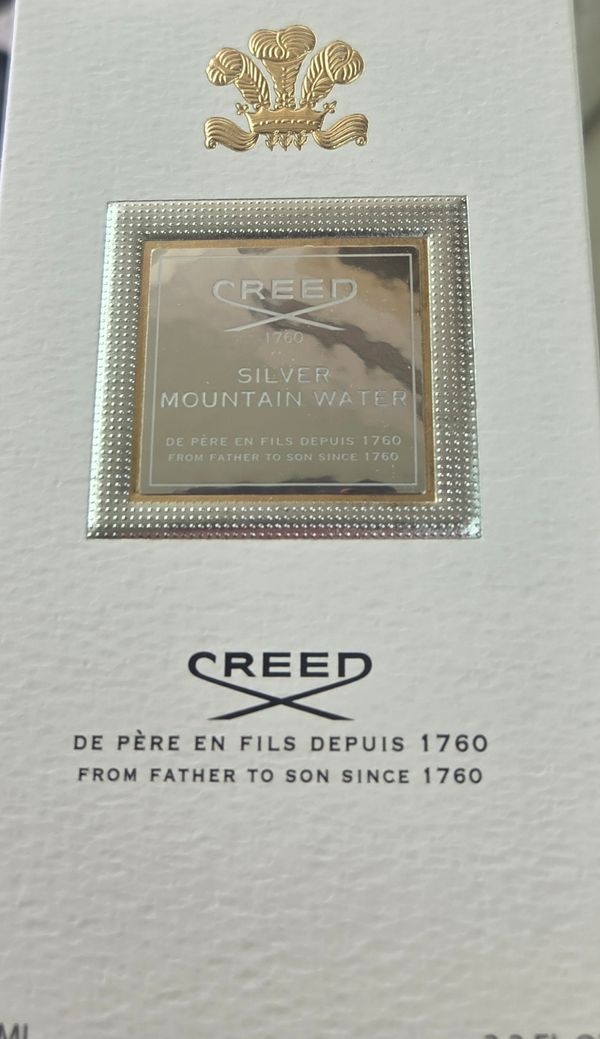 CREED
1760
SILVER
MOUNTAIN WATER
DE PÈRE EN FILS DEPUIS 1760
FROM FATHER TO SON SINCE 1760
CREED
DE PÈRE EN FILS DEPUIS 1760
FROM FATHER TO SON SINCE 1760
ML